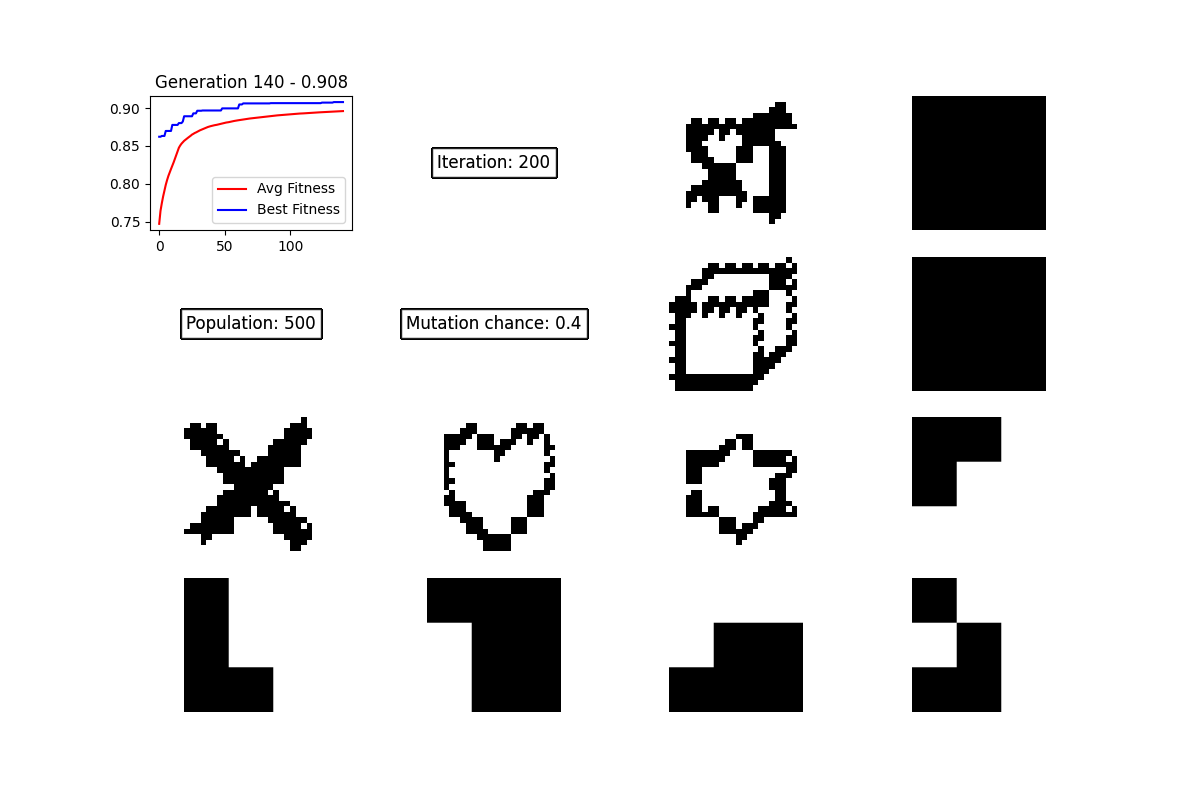 Generation 140 - 0.908
0.90
0.85
0.80
0.75
0 50 100
Avg Fitness
Best Fitness
Iteration: 200
Population: 500
Mutation chance: 0.4